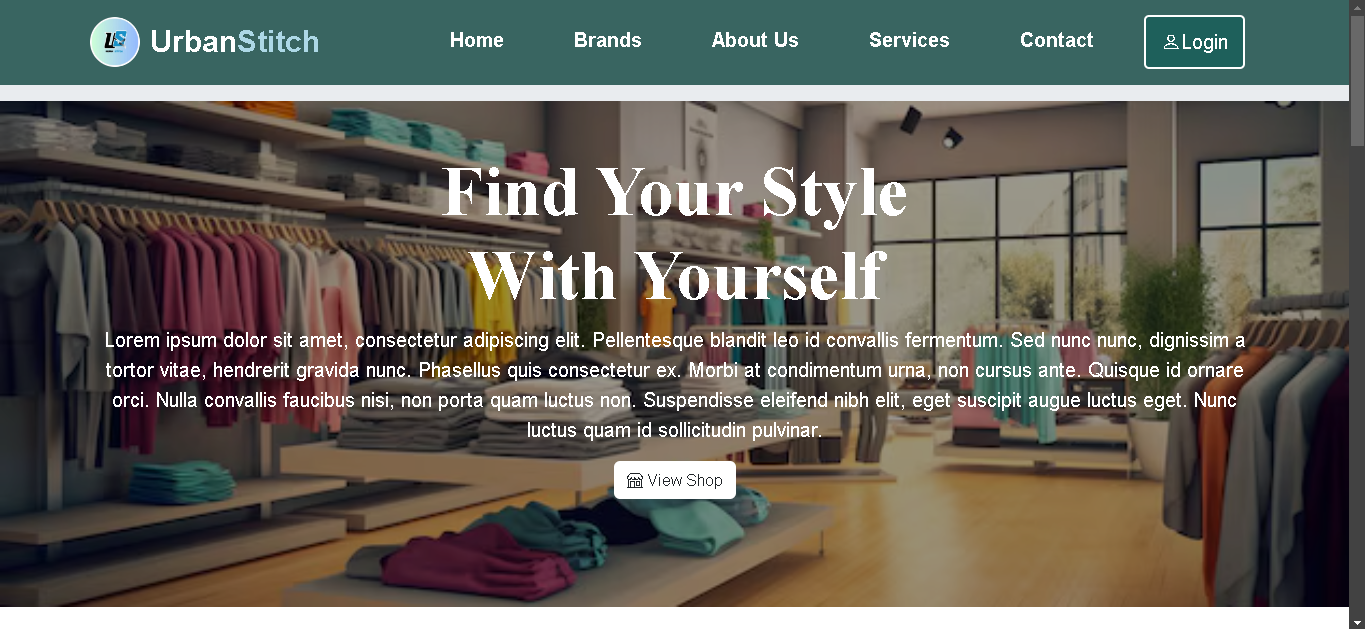 US UrbanStitch
Home
Brands
About Us
Services
Contact
Login
Find Your Style
With Yourself
Lorem ipsum dolor sit amet, consectetur adipiscing elit. Pellentesque blandit leo id convallis fermentum. Sed nunc nunc, dignissim a
tortor vitae, hendrerit gravida nunc. Phasellus quis consectetur ex. Morbi at condimentum urna, non cursus ante. Quisque id ornare
orci. Nulla convallis faucibus nisi, non porta quam luctus non. Suspendisse eleifend nibh elit, eget suscipit augue luctus eget. Nunc
luctus quam id sollicitudin pulvinar.
View Shop